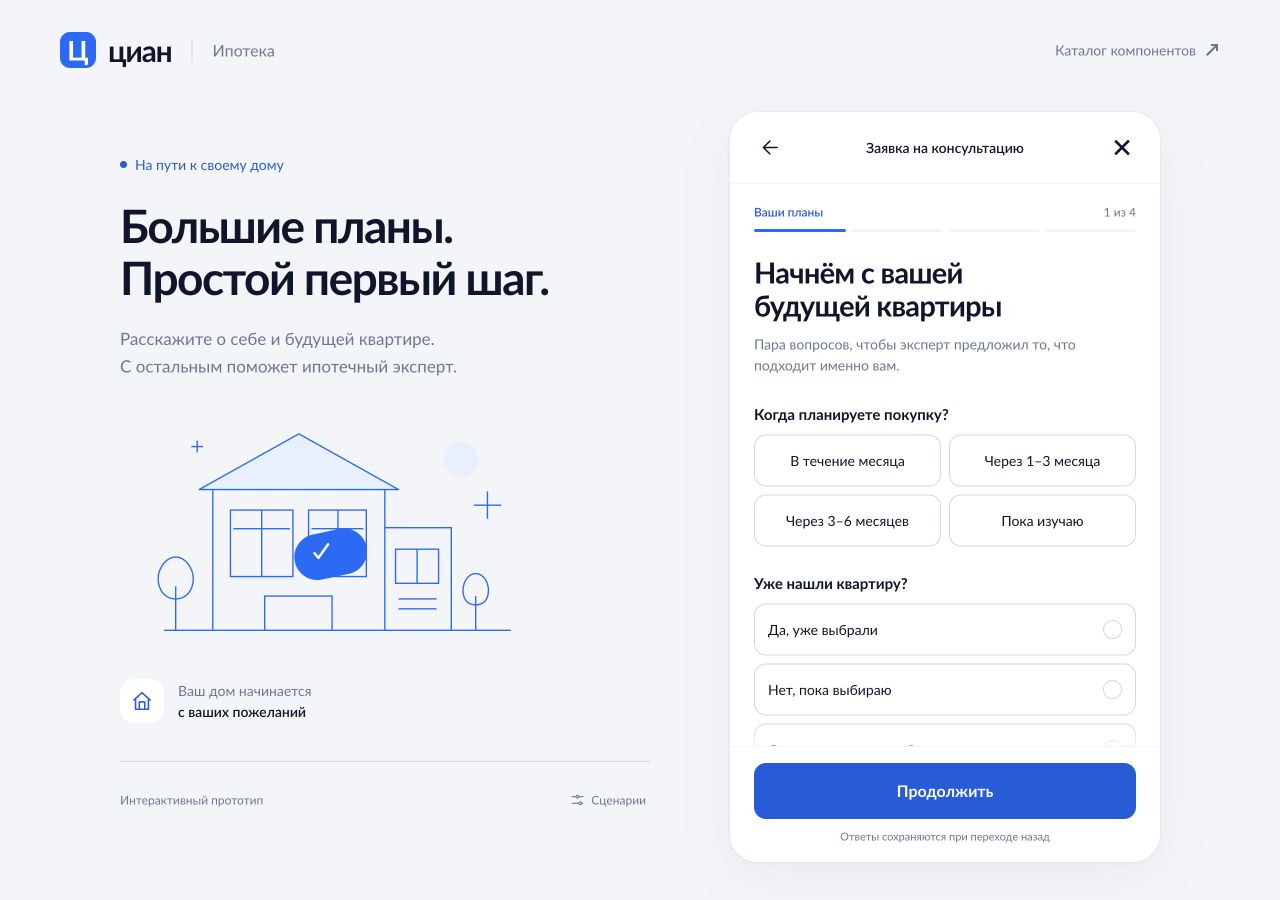 Ц циан
Ипотека
Каталог компонентов
На пути к своему дому
Большие планы.
Простой первый шаг.
Расскажите о себе и будущей квартире.
С остальным поможет ипотечный эксперт.
Ваш дом начинается
с ваших пожеланий
Интерактивный прототип
Сценарии
Заявка на консультацию
Ваши планы
1 из 4
Начнём с вашей
будущей квартиры
Пара вопросов, чтобы эксперт предложил то, что
подходит именно вам.
Когда планируете покупку?
В течение месяца
Через 1–3 месяца
Через 3–6 месяцев
Пока изучаю
Уже нашли квартиру?
Да, уже выбрали
Нет, пока выбираю
Продолжить
Ответы сохраняются при переходе назад